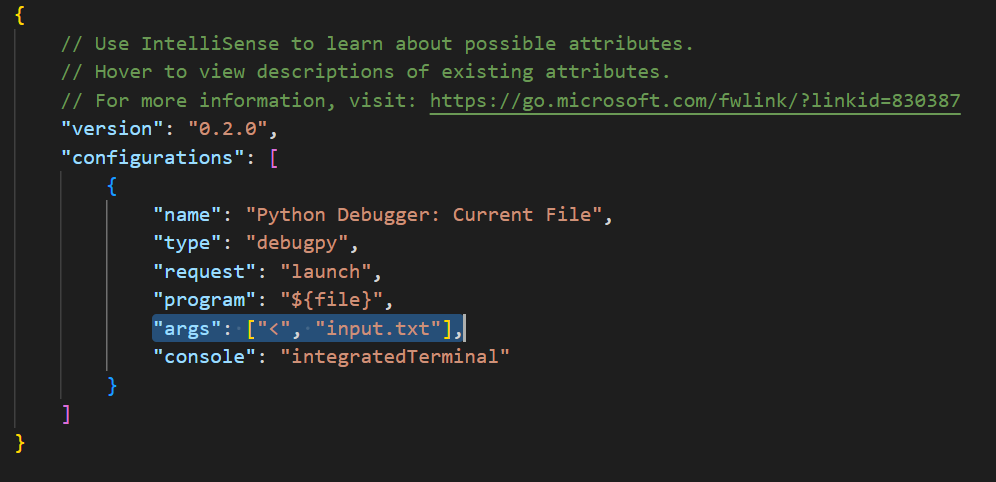 {
// Use IntelliSense to learn about possible attributes.
// Hover to view descriptions of existing attributes.
// For more information, visit: https://go.microsoft.com/fwlink/?linkid=830387
"version": "0.2.0",
"configurations": [
{
"name": "Python Debugger: Current File",
"type": "debugpy",
"request": "launch",
"program": "${file}",
"args": ["<", "input.txt"],
"console": "integratedTerminal"
}
]
}